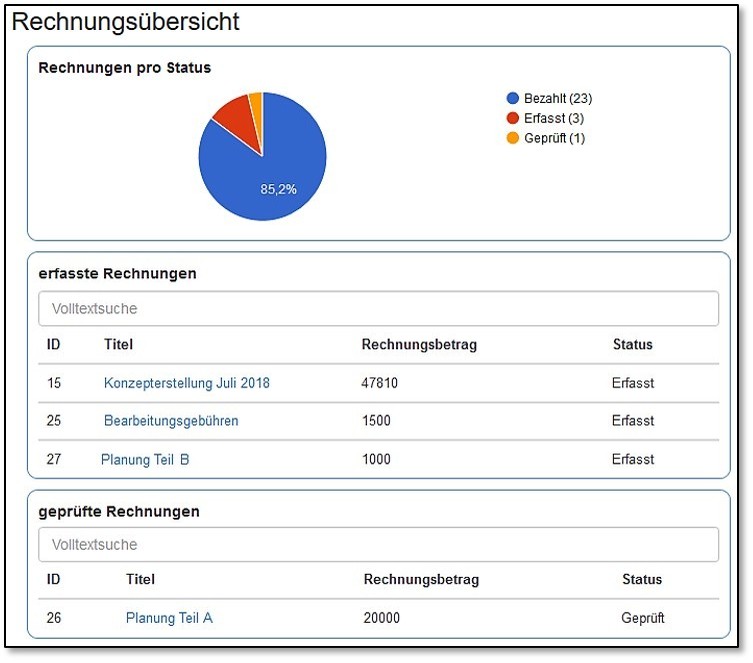 Rechnungsübersicht
Rechnungen pro Status
Bezahlt (23)
Erfasst (3)
Geprüft (1)
85,2%
erfasste Rechnungen
Volltextsuche
ID Titel Rechnungsbetrag Status
15 Konzepterstellung Juli 2018 47810 Erfasst
25 Bearbeitungsgebühren 1500 Erfasst
27 Planung Teil B 1000 Erfasst
geprüfte Rechnungen
Volltextsuche
ID Titel Rechnungsbetrag Status
26 Planung Teil A 20000 Geprüft